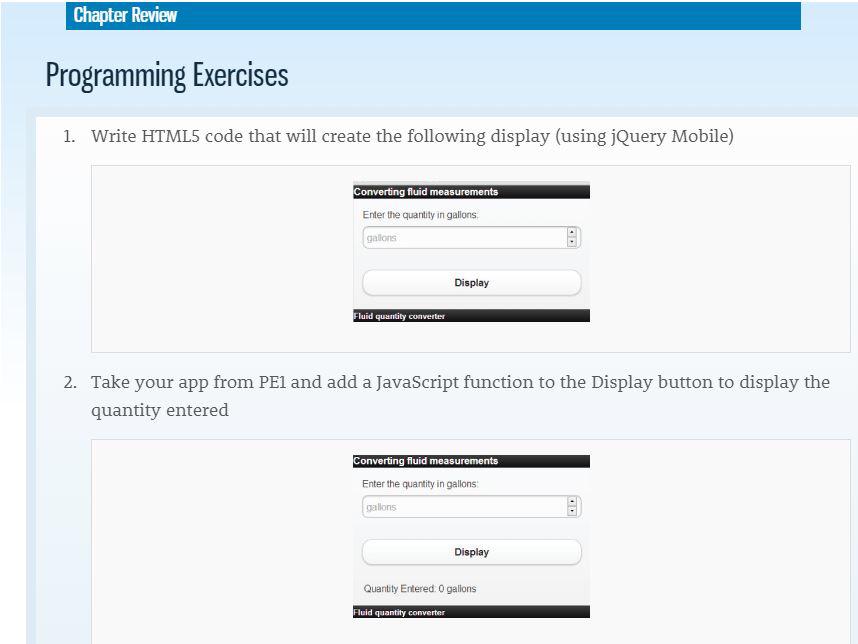 Chapter Review
Programming Exercises
1. Write HTML5 code that will create the following display (using jQuery Mobile)
Converting fluid measurements
Enter the quantity in gallons:
gallons
Display
Fluid quantity converter
2. Take your app from PE1 and add a JavaScript function to the Display button to display the
quantity entered
Converting fluid measurements
Enter the quantity in gallons:
gallons
Display
Quantity Entered: 0 gallons
Fluid quantity converter